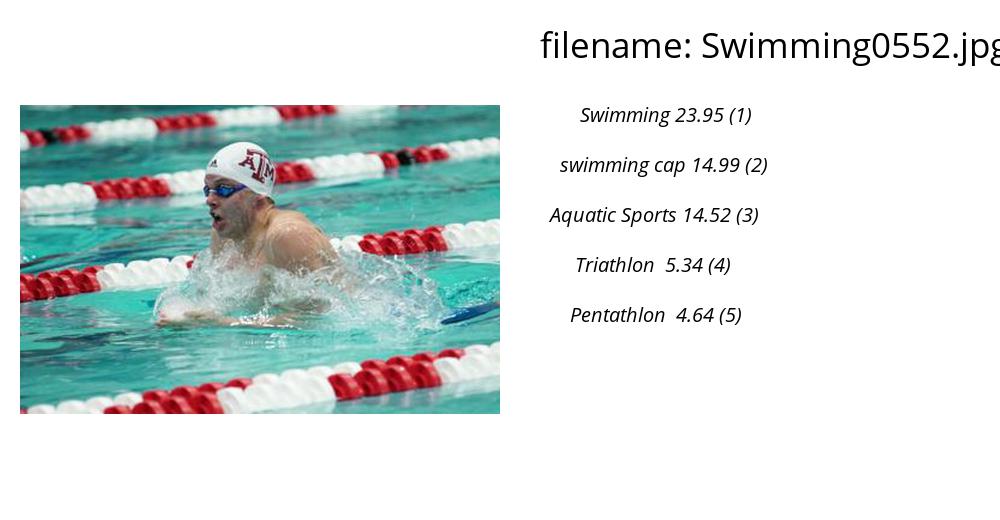 filename: Swimming0552.jpg
Swimming 23.95 (1)
swimming cap 14.99 (2)
Aquatic Sports 14.52 (3)
Triathlon 5.34 (4)
Pentathlon 4.64 (5)
ATM